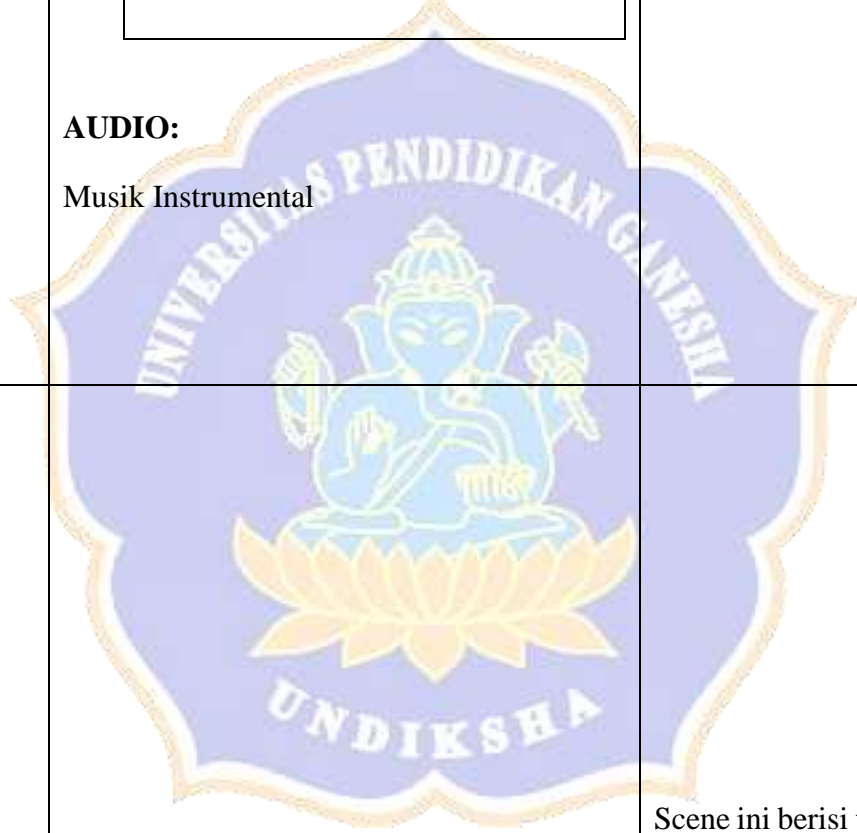 AUDIO:
Musik Instrumental
UNIVERSITAS PENDIDIKAN GANESHA
UNDIKSHA
Scene ini berisi